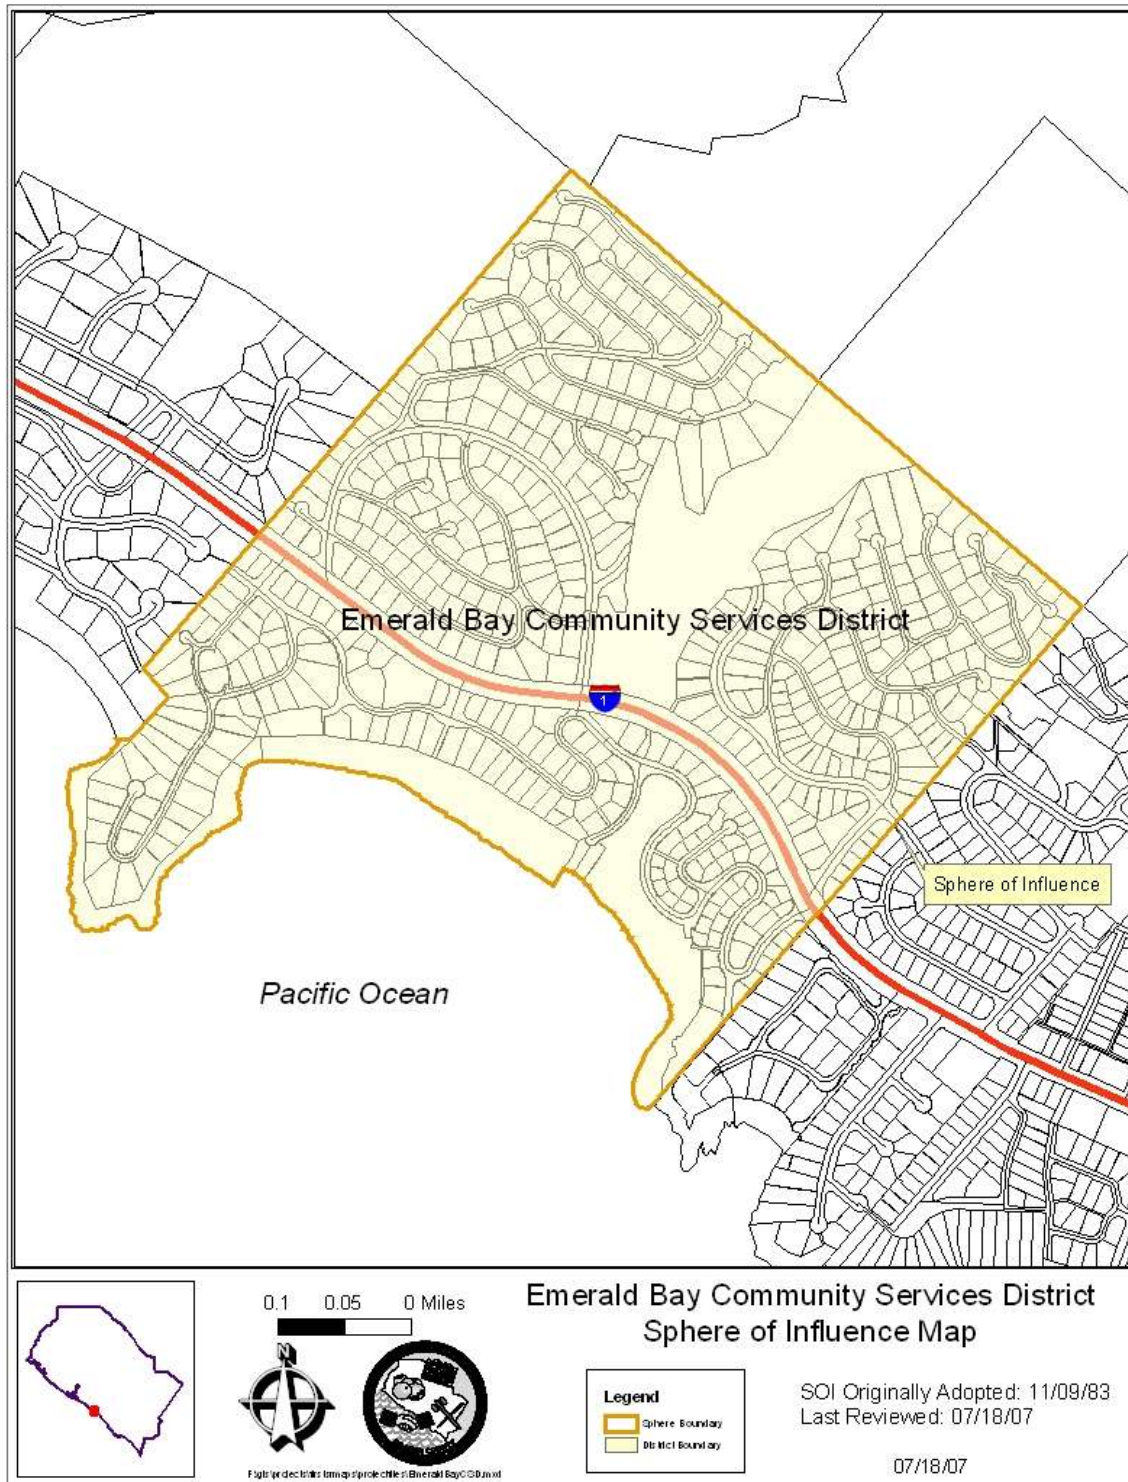 Emerald Bay Community Services District
1
Sphere of Influence
Pacific Ocean
0.1 0.05 0 Miles
N
Emerald Bay Community Services District
Sphere of Influence Map
Legend
Sphere Boundary
District Boundary
SOI Originally Adopted: 11/09/83
Last Reviewed: 07/18/07
07/18/07